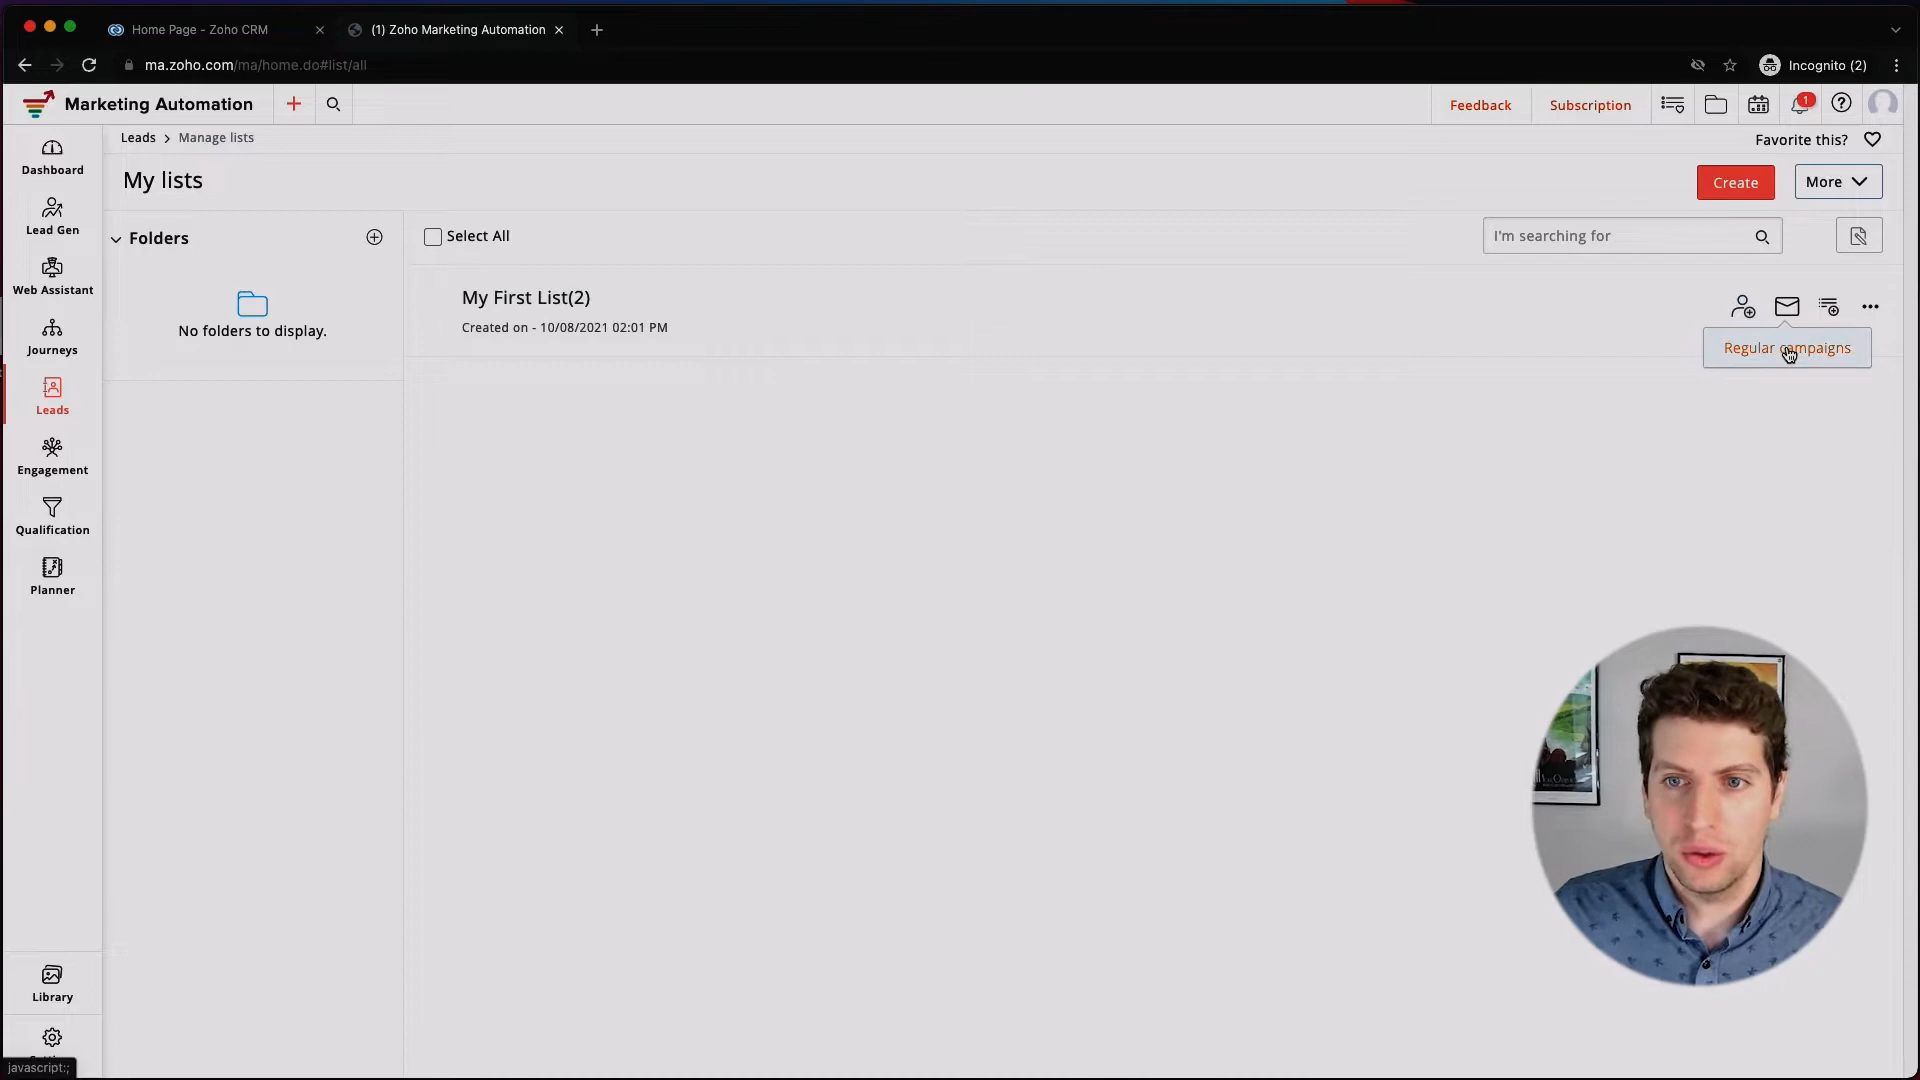 Home Page - Zoho CRM
(1) Zoho Marketing Automation
ma.zoho.com/ma/home.do#list/all
Incognito (2)
Marketing Automation
Feedback
Subscription
1
Leads > Manage lists
Favorite this?
My lists
Create
More
Dashboard
Lead Gen
Web Assistant
Journeys
Leads
Engagement
Qualification
Planner
Library
Folders
No folders to display.
Select All
I'm searching for
My First List(2)
Created on - 10/08/2021 02:01 PM
Regular campaigns
javascript:;